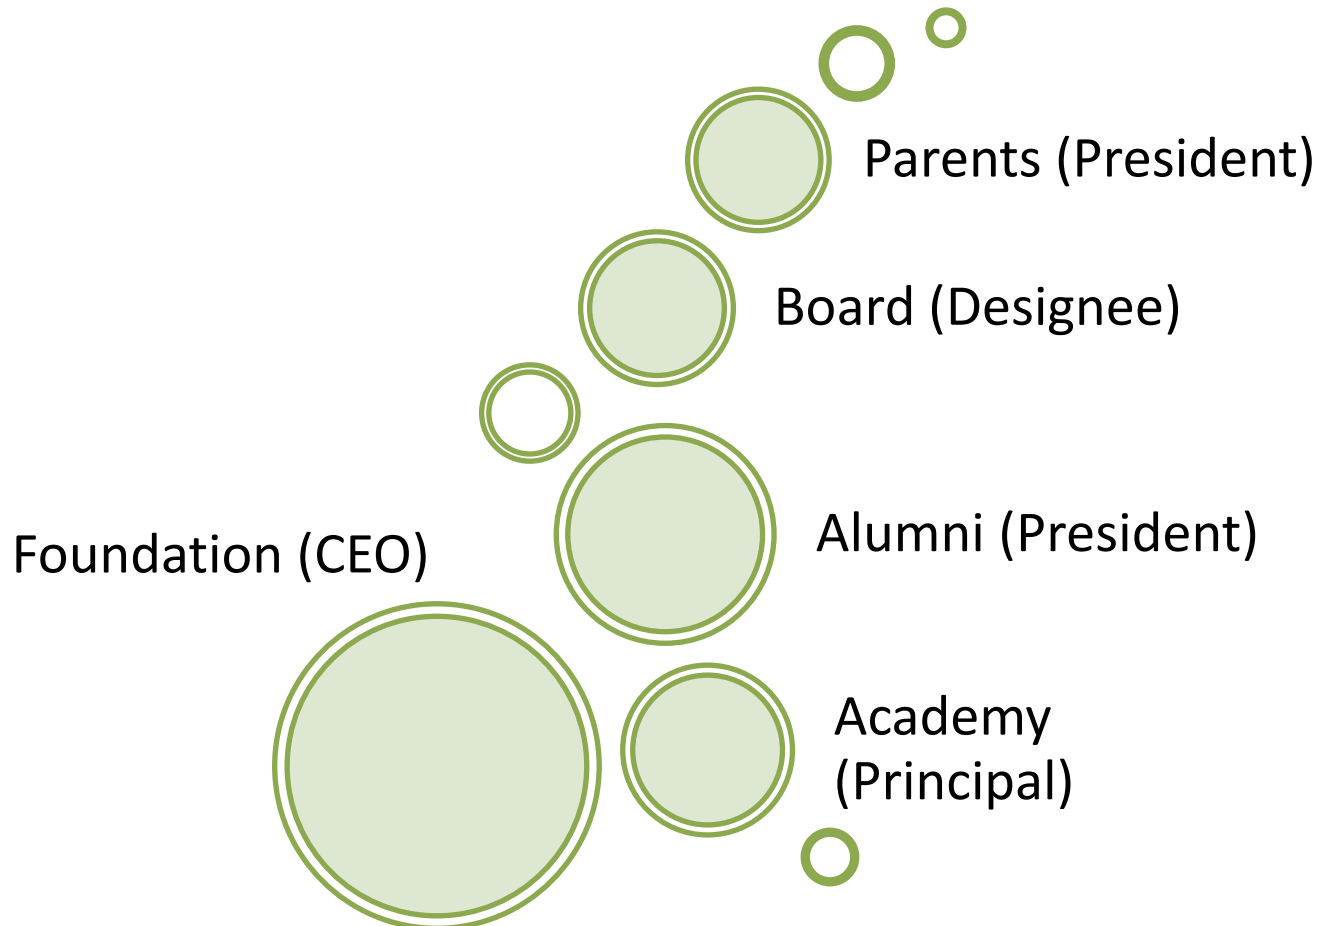 Parents (President)
Board (Designee)
Alumni (President)
Foundation (CEO)
Academy
(Principal)